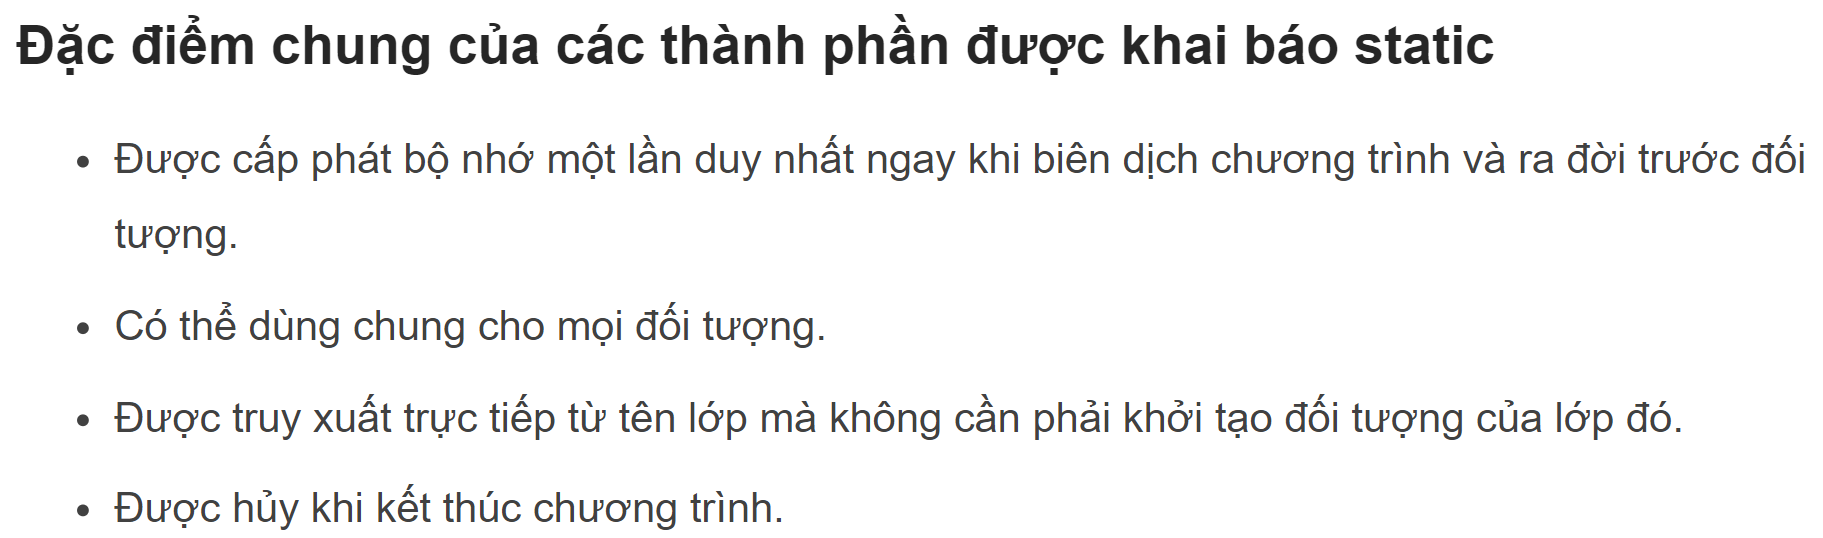 Đặc điểm chung của các thành phần được khai báo static
• Được cấp phát bộ nhớ một lần duy nhất ngay khi biên dịch chương trình và ra đời trước đối
tượng.
• Có thể dùng chung cho mọi đối tượng.
• Được truy xuất trực tiếp từ tên lớp mà không cần phải khởi tạo đối tượng của lớp đó.
• Được hủy khi kết thúc chương trình.